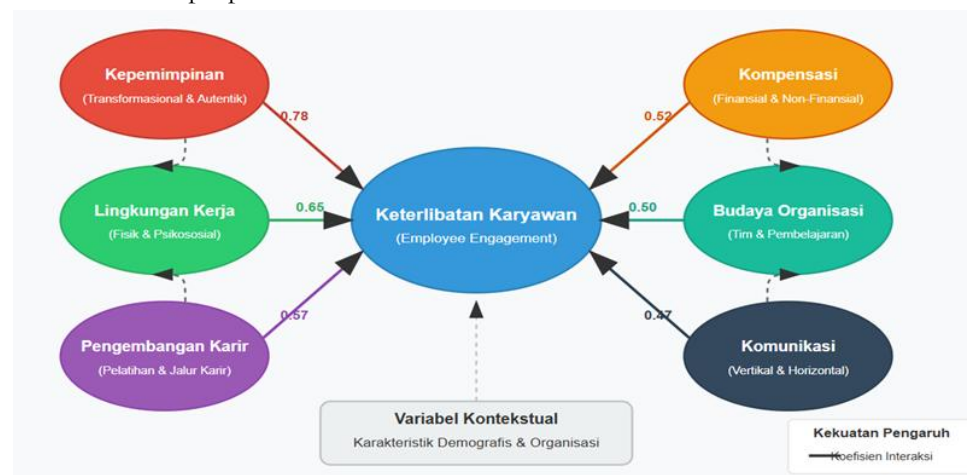 Kepemimpinan
(Transformasional & Autentik)
Kompensasi
(Finansial & Non-Finansial)
0.78
0.52
Lingkungan Kerja
(Fisik & Psikososial)
0.65
Keterlibatan Karyawan
(Employee Engagement)
0.50
Budaya Organisasi
(Tim & Pembelajaran)
0.57
0.47
Pengembangan Karir
(Pelatihan & Jalur Karir)
Komunikasi
(Vertikal & Horizontal)
Variabel Kontekstual
Karakteristik Demografis & Organisasi
Kekuatan Pengaruh
Koefisien Interaksi